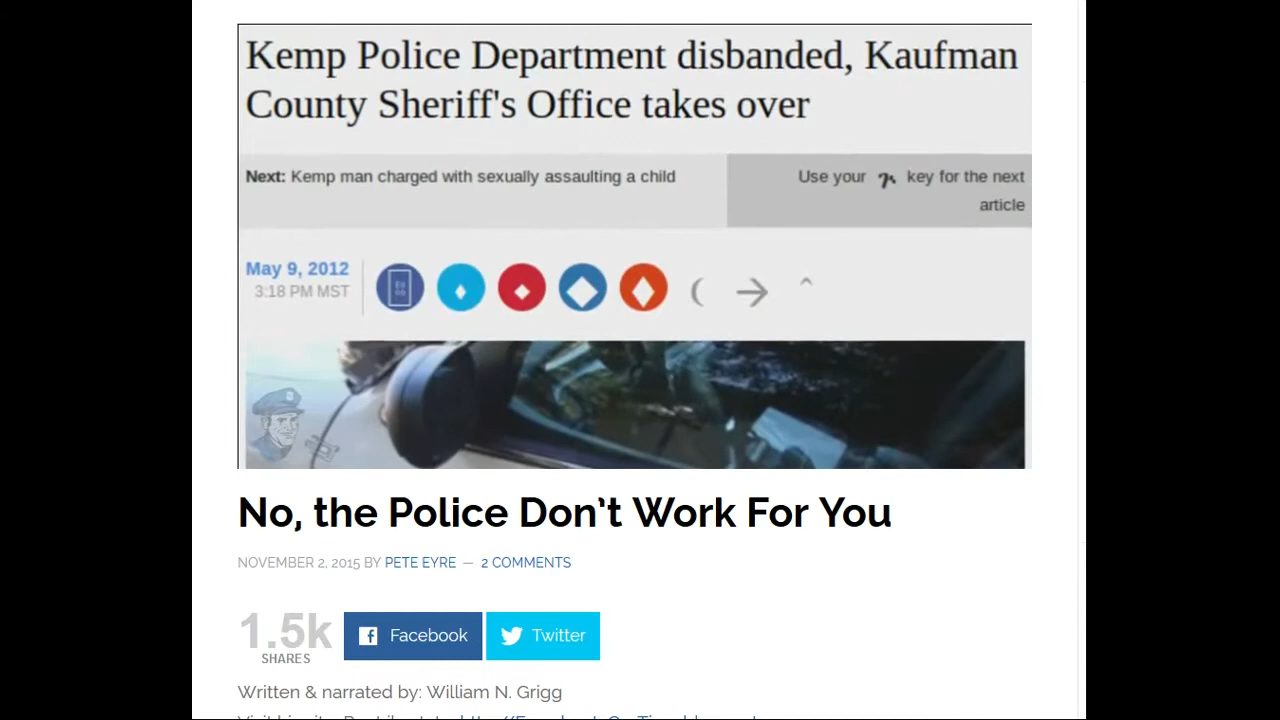 Kemp Police Department disbanded, Kaufman
County Sheriff's Office takes over
Next: Kemp man charged with sexually assaulting a child
Use your key for the next
article
May 9, 2012
3:18 PM MST
No, the Police Don't Work For You
NOVEMBER 2, 2015 BY PETE EYRE — 2 COMMENTS
1.5k
SHARES
Facebook
Twitter
Written & narrated by: William N. Grigg